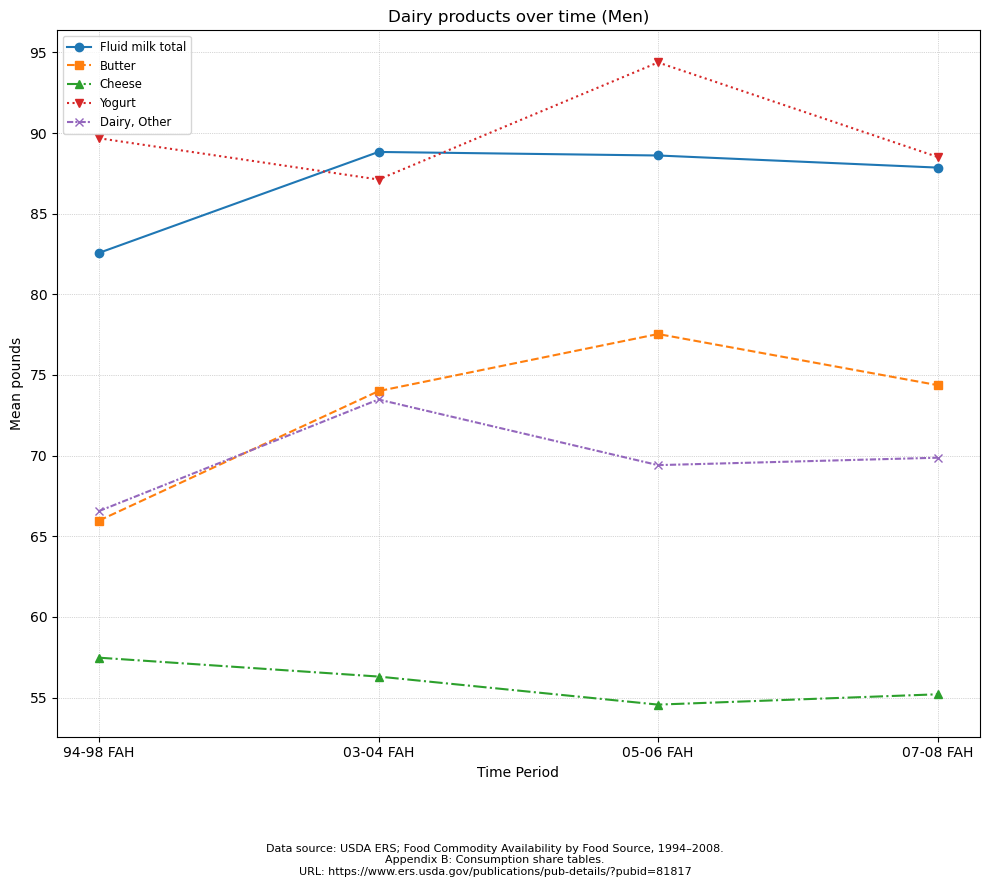 Dairy products over time (Men)
Fluid milk total
Butter
Cheese
Yogurt
Dairy, Other
Mean pounds
95
90
85
80
75
70
65
60
55
94-98 FAH
03-04 FAH
05-06 FAH
07-08 FAH
Time Period
Data source: USDA ERS; Food Commodity Availability by Food Source, 1994–2008.
Appendix B: Consumption share tables.
URL: https://www.ers.usda.gov/publications/pub-details/?pubid=81817